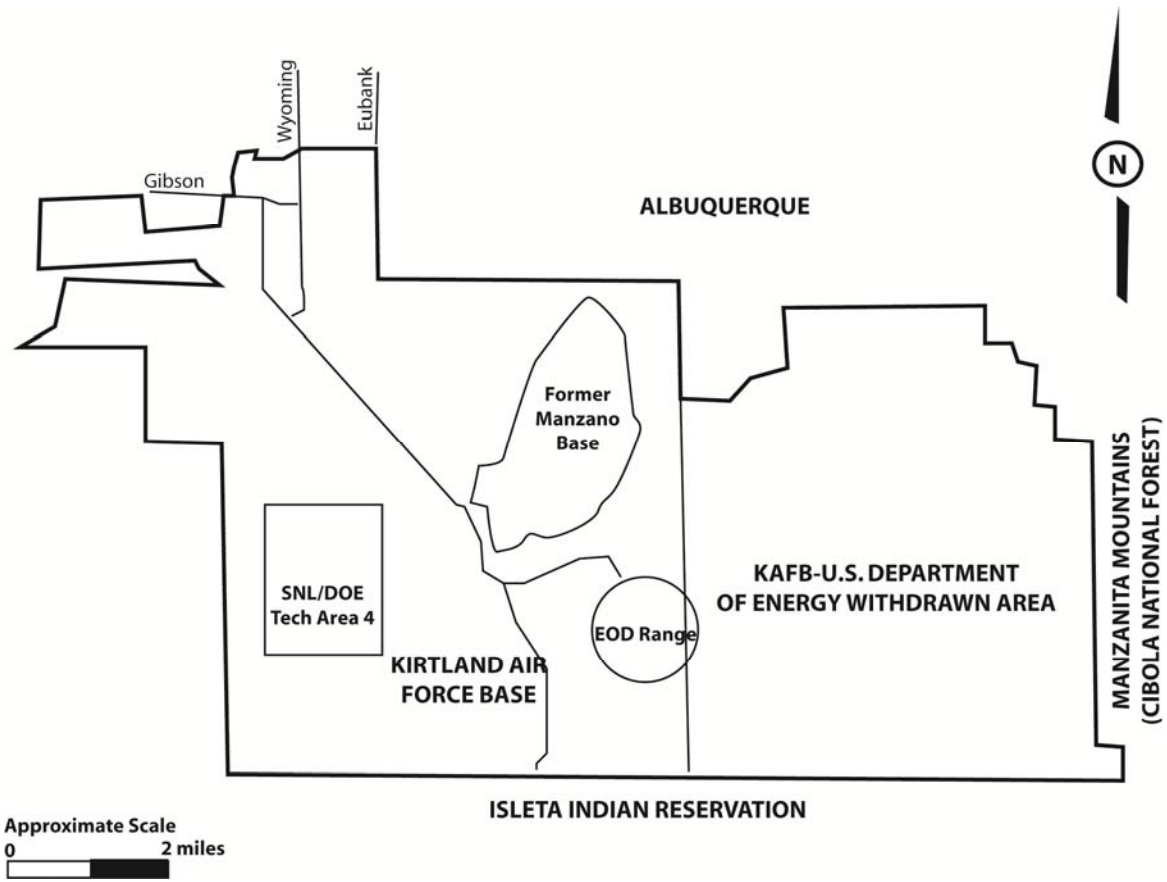 Wyoming
Eubank
Gibson
N
ALBUQUERQUE
Former
Manzano
Base
SNL/DOE
Tech Area 4
EOD Range
KAFB-U.S. DEPARTMENT
OF ENERGY WITHDRAWN AREA
KIRTLAND AIR
FORCE BASE
MANZANITA MOUNTAINS
(CIBOLA NATIONAL FOREST)
ISLETA INDIAN RESERVATION
Approximate Scale
0 2 miles